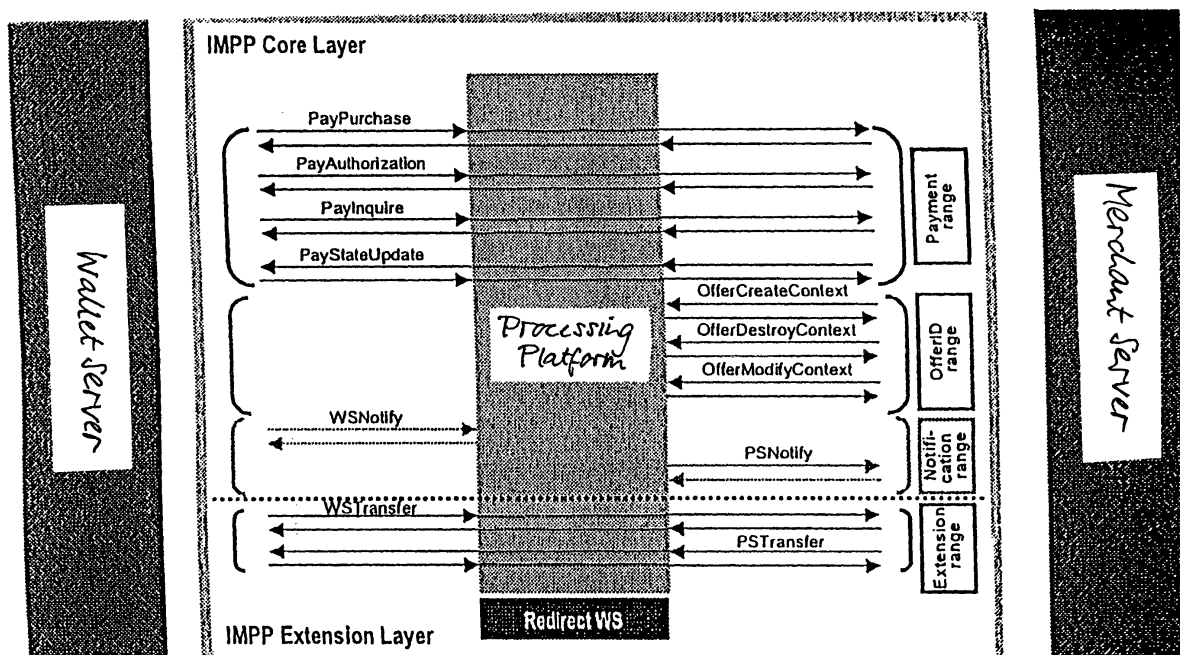 IMPP Core Layer
PayPurchase
PayAuthorization
PayInquire
PayStateUpdate
Payment
range
OfferCreateContext
OfferDestroyContext
OfferModifyContext
OfferID
range
WSNotify
PSNotify
Notifi-
cation
range
WSTransfer
PSTransfer
Extension
range
Wallet Server
Processing
Platform
Merchant Server
Redirect WS
IMPP Extension Layer